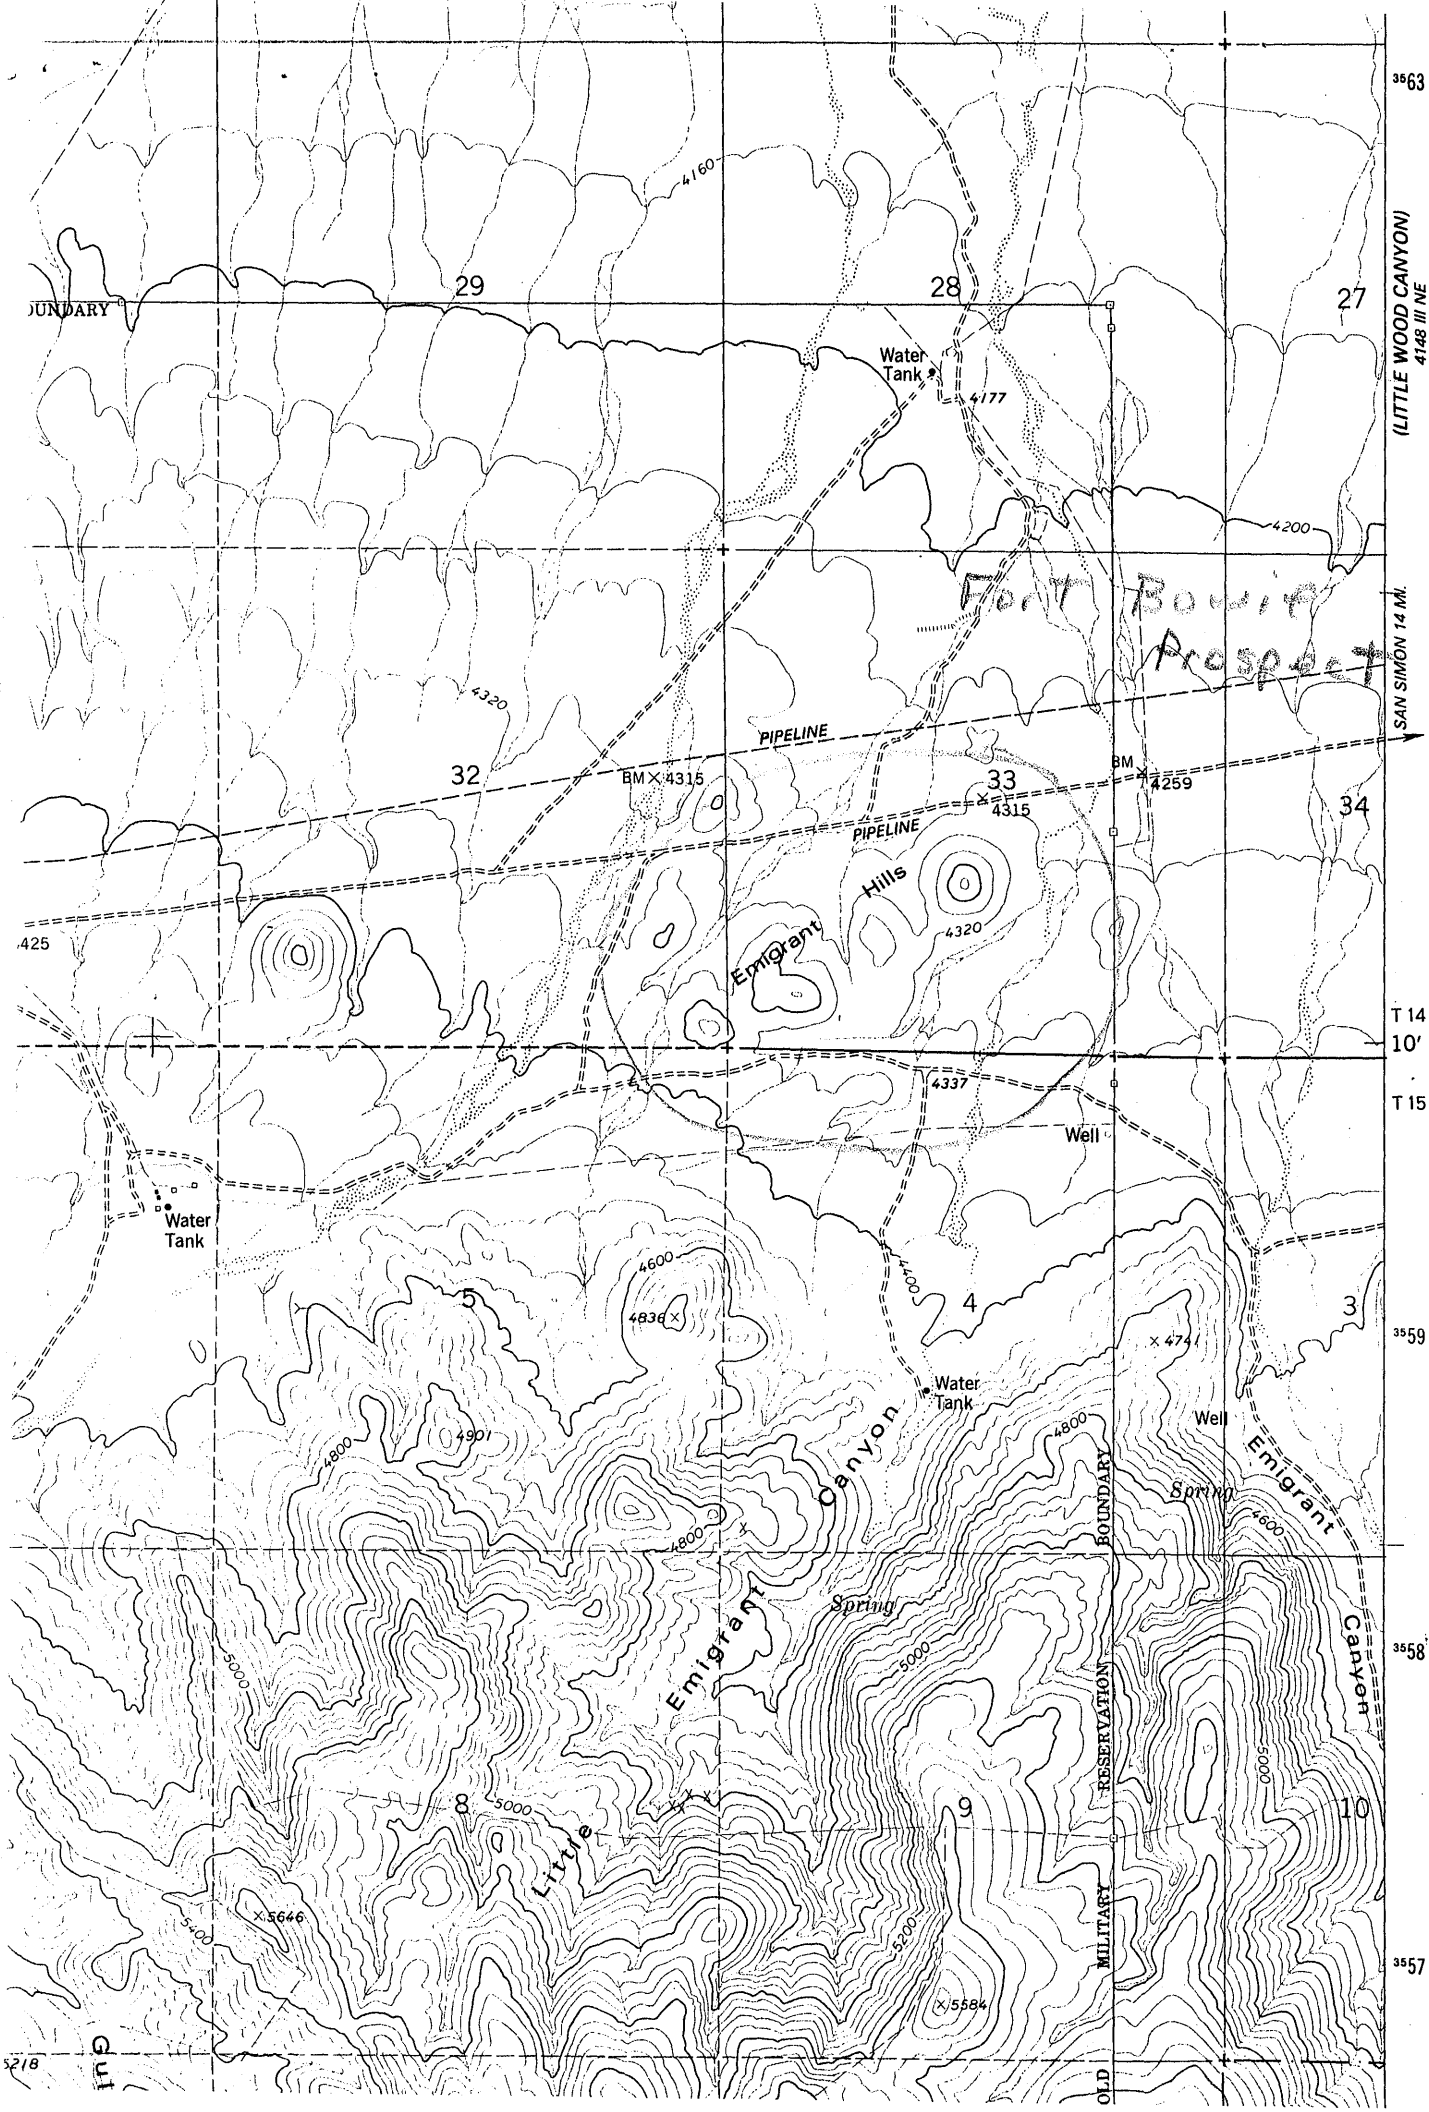 3563
4160
(LITTLE WOOD CANYON)
4148 III NE
29
28
27
OUNDARY
Water
Tank
4177
4200
Fort Bowie
Prospect
SAN SIMON 14 MI.
4320
PIPELINE
32
BM × 4315
33
4315
BM
4259
34
PIPELINE
Emigrant Hills
4320
425
T 14
10'
T 15
4337
Well
Water
Tank
4600
4836 ×
4400
5
4
3
3559
× 4741
Water
Tank
4901
4800
4800
Well
Spring
4600
4800
Spring
Emigrant Canyon
Little Emigrant Canyon
5000
5000
3558
5000
8
5000
9
10
× 5646
5400
5200
3557
× 5584
5218
Gul
OLD MILITARY RESERVATION BOUNDARY